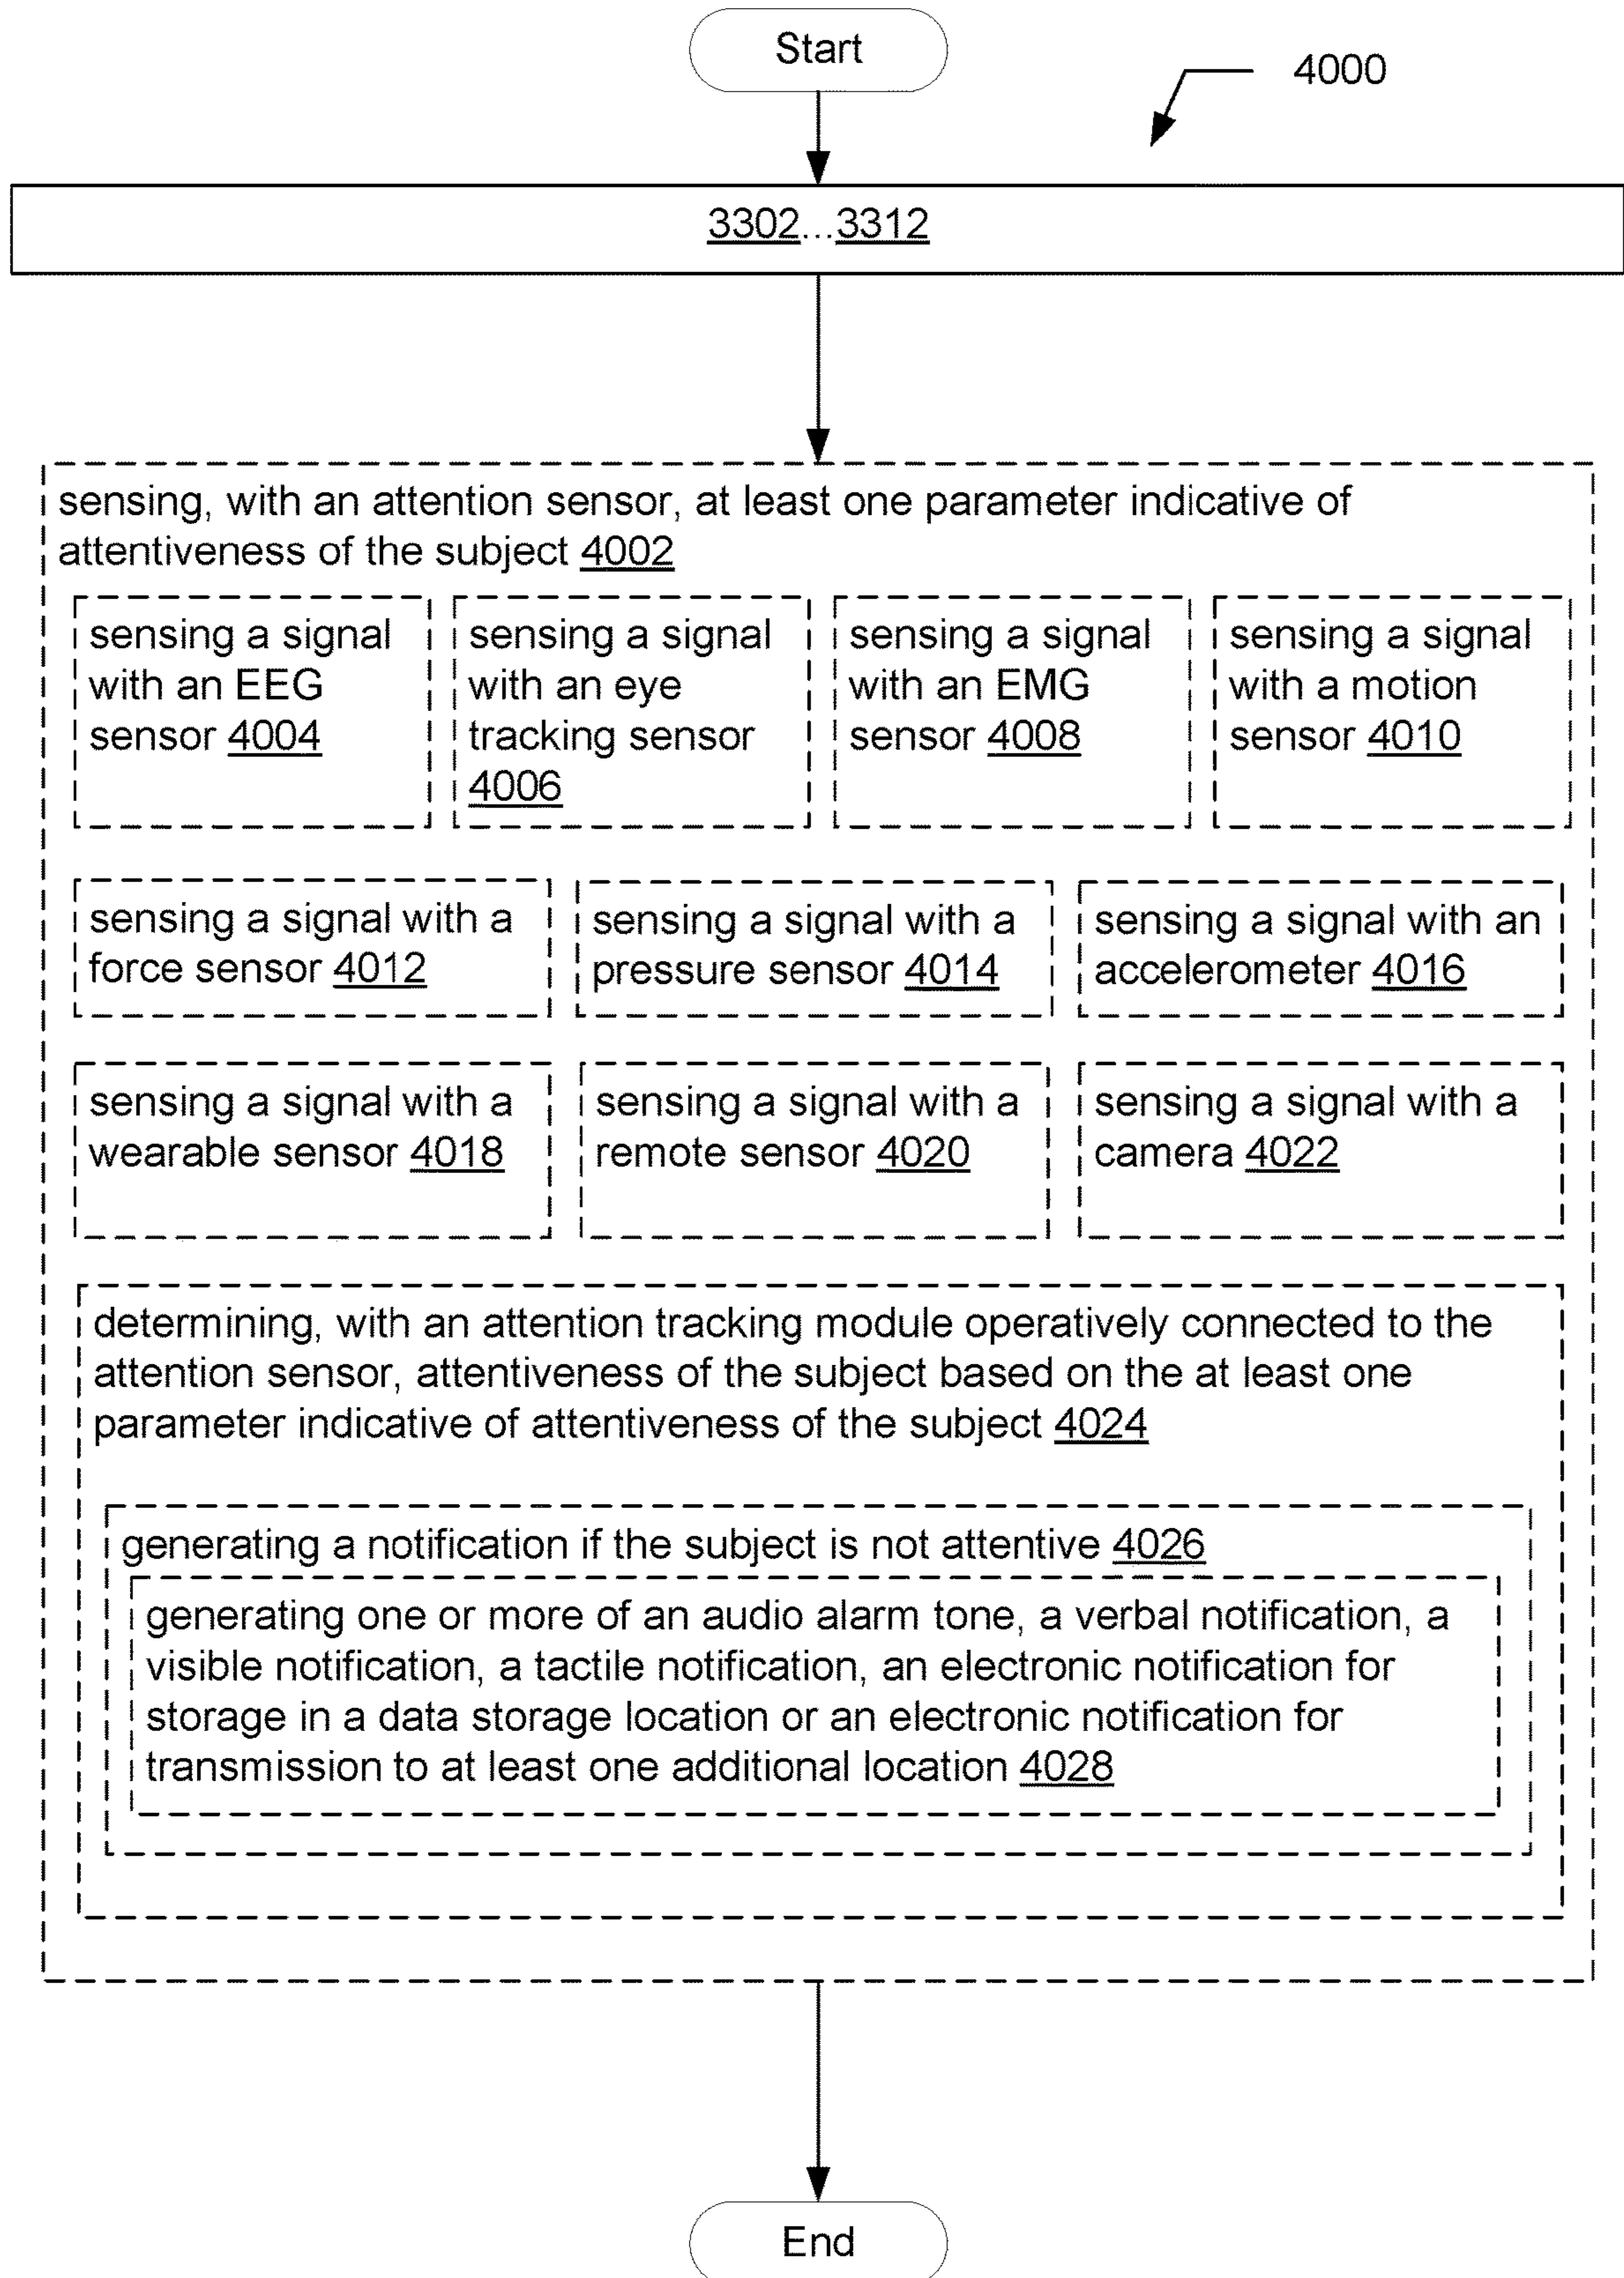 Start
4000
3302...3312
sensing, with an attention sensor, at least one parameter indicative of
attentiveness of the subject 4002
sensing a signal
with an EEG
sensor 4004
sensing a signal
with an eye
tracking sensor
4006
sensing a signal
with an EMG
sensor 4008
sensing a signal
with a motion
sensor 4010
sensing a signal with a
force sensor 4012
sensing a signal with a
pressure sensor 4014
sensing a signal with an
accelerometer 4016
sensing a signal with a
wearable sensor 4018
sensing a signal with a
remote sensor 4020
sensing a signal with a
camera 4022
determining, with an attention tracking module operatively connected to the
attention sensor, attentiveness of the subject based on the at least one
parameter indicative of attentiveness of the subject 4024
generating a notification if the subject is not attentive 4026
generating one or more of an audio alarm tone, a verbal notification, a
visible notification, a tactile notification, an electronic notification for
storage in a data storage location or an electronic notification for
transmission to at least one additional location 4028
End